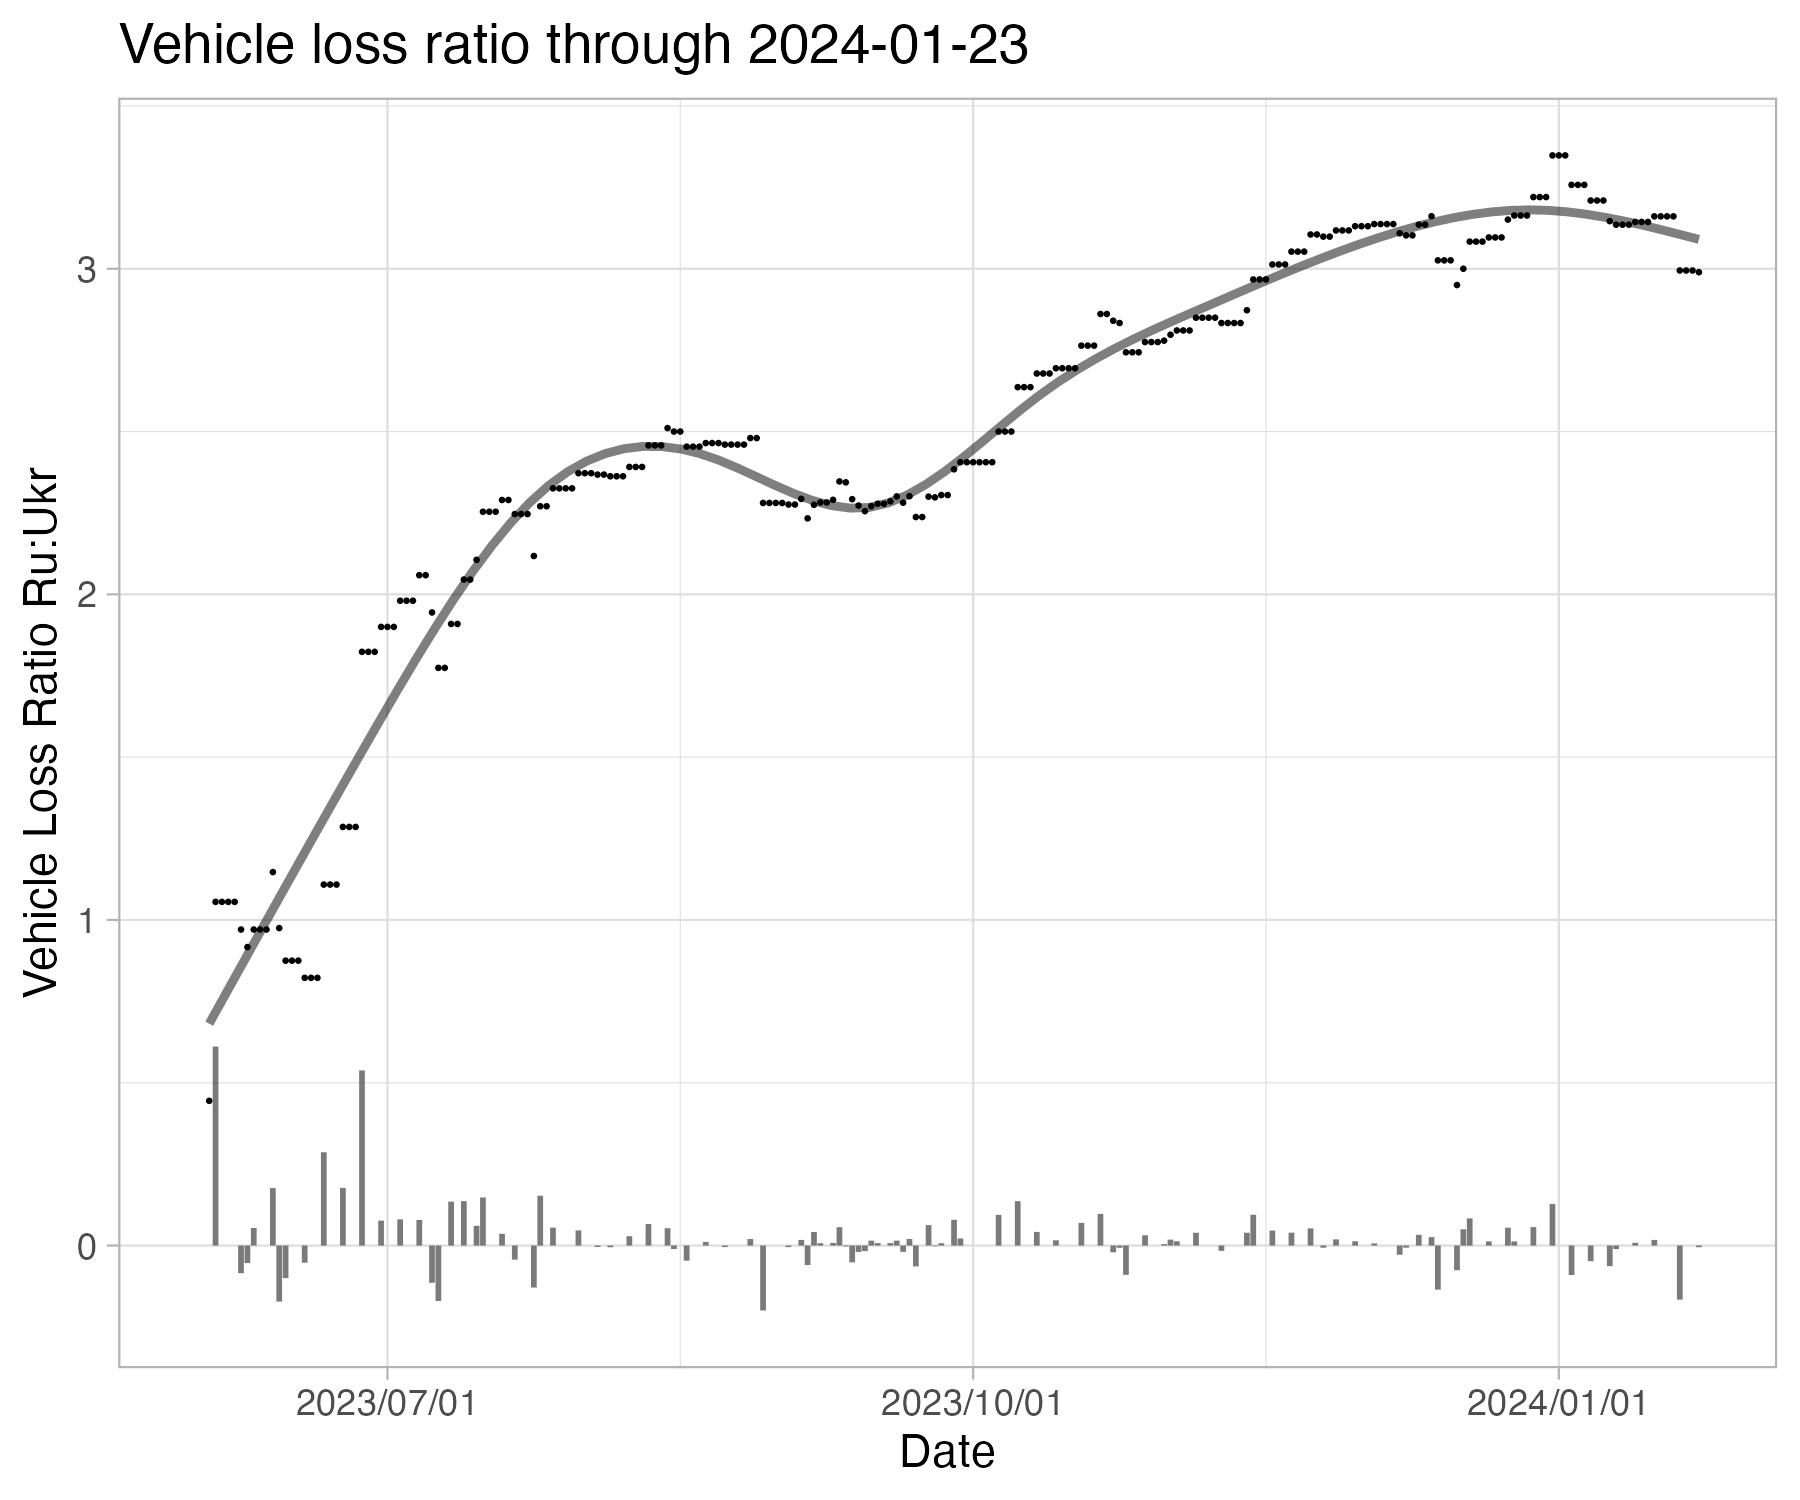 Vehicle loss ratio through 2024-01-23
Vehicle Loss Ratio Ru:Ukr
3
2
1
0
2023/07/01
2023/10/01
2024/01/01
Date